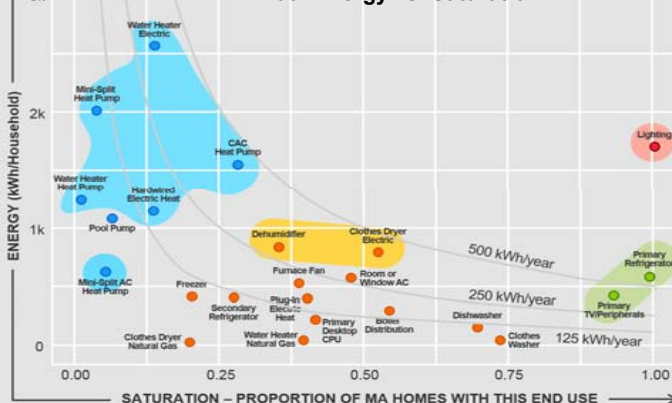 Water Heater
Electric
Mini-Split
Heat Pump
2k
CAC
Heat Pump
Lighting
Water Heater
Heat Pump
Hardwired
Electric Heat
Pool Pump
1k
Dehumidifier
Clothes Dryer
Electric
500 kWh/year
Primary
Refrigerator
Mini-Split AC
Heat Pump
Furnace Fan
Room or
Window AC
Freezer
Secondary
Refrigerator
Plug-in
Electric
Heat
250 kWh/year
Primary
TV/Peripherals
Primary
Desktop
CPU
Distribution
Dishwasher
Clothes Dryer
Natural Gas
Water Heater
Natural Gas
Clothes
Washer
125 kWh/year
0
0.00
0.25
0.50
0.75
1.00
ENERGY (kWh/Household)
SATURATION – PROPORTION OF MA HOMES WITH THIS END USE